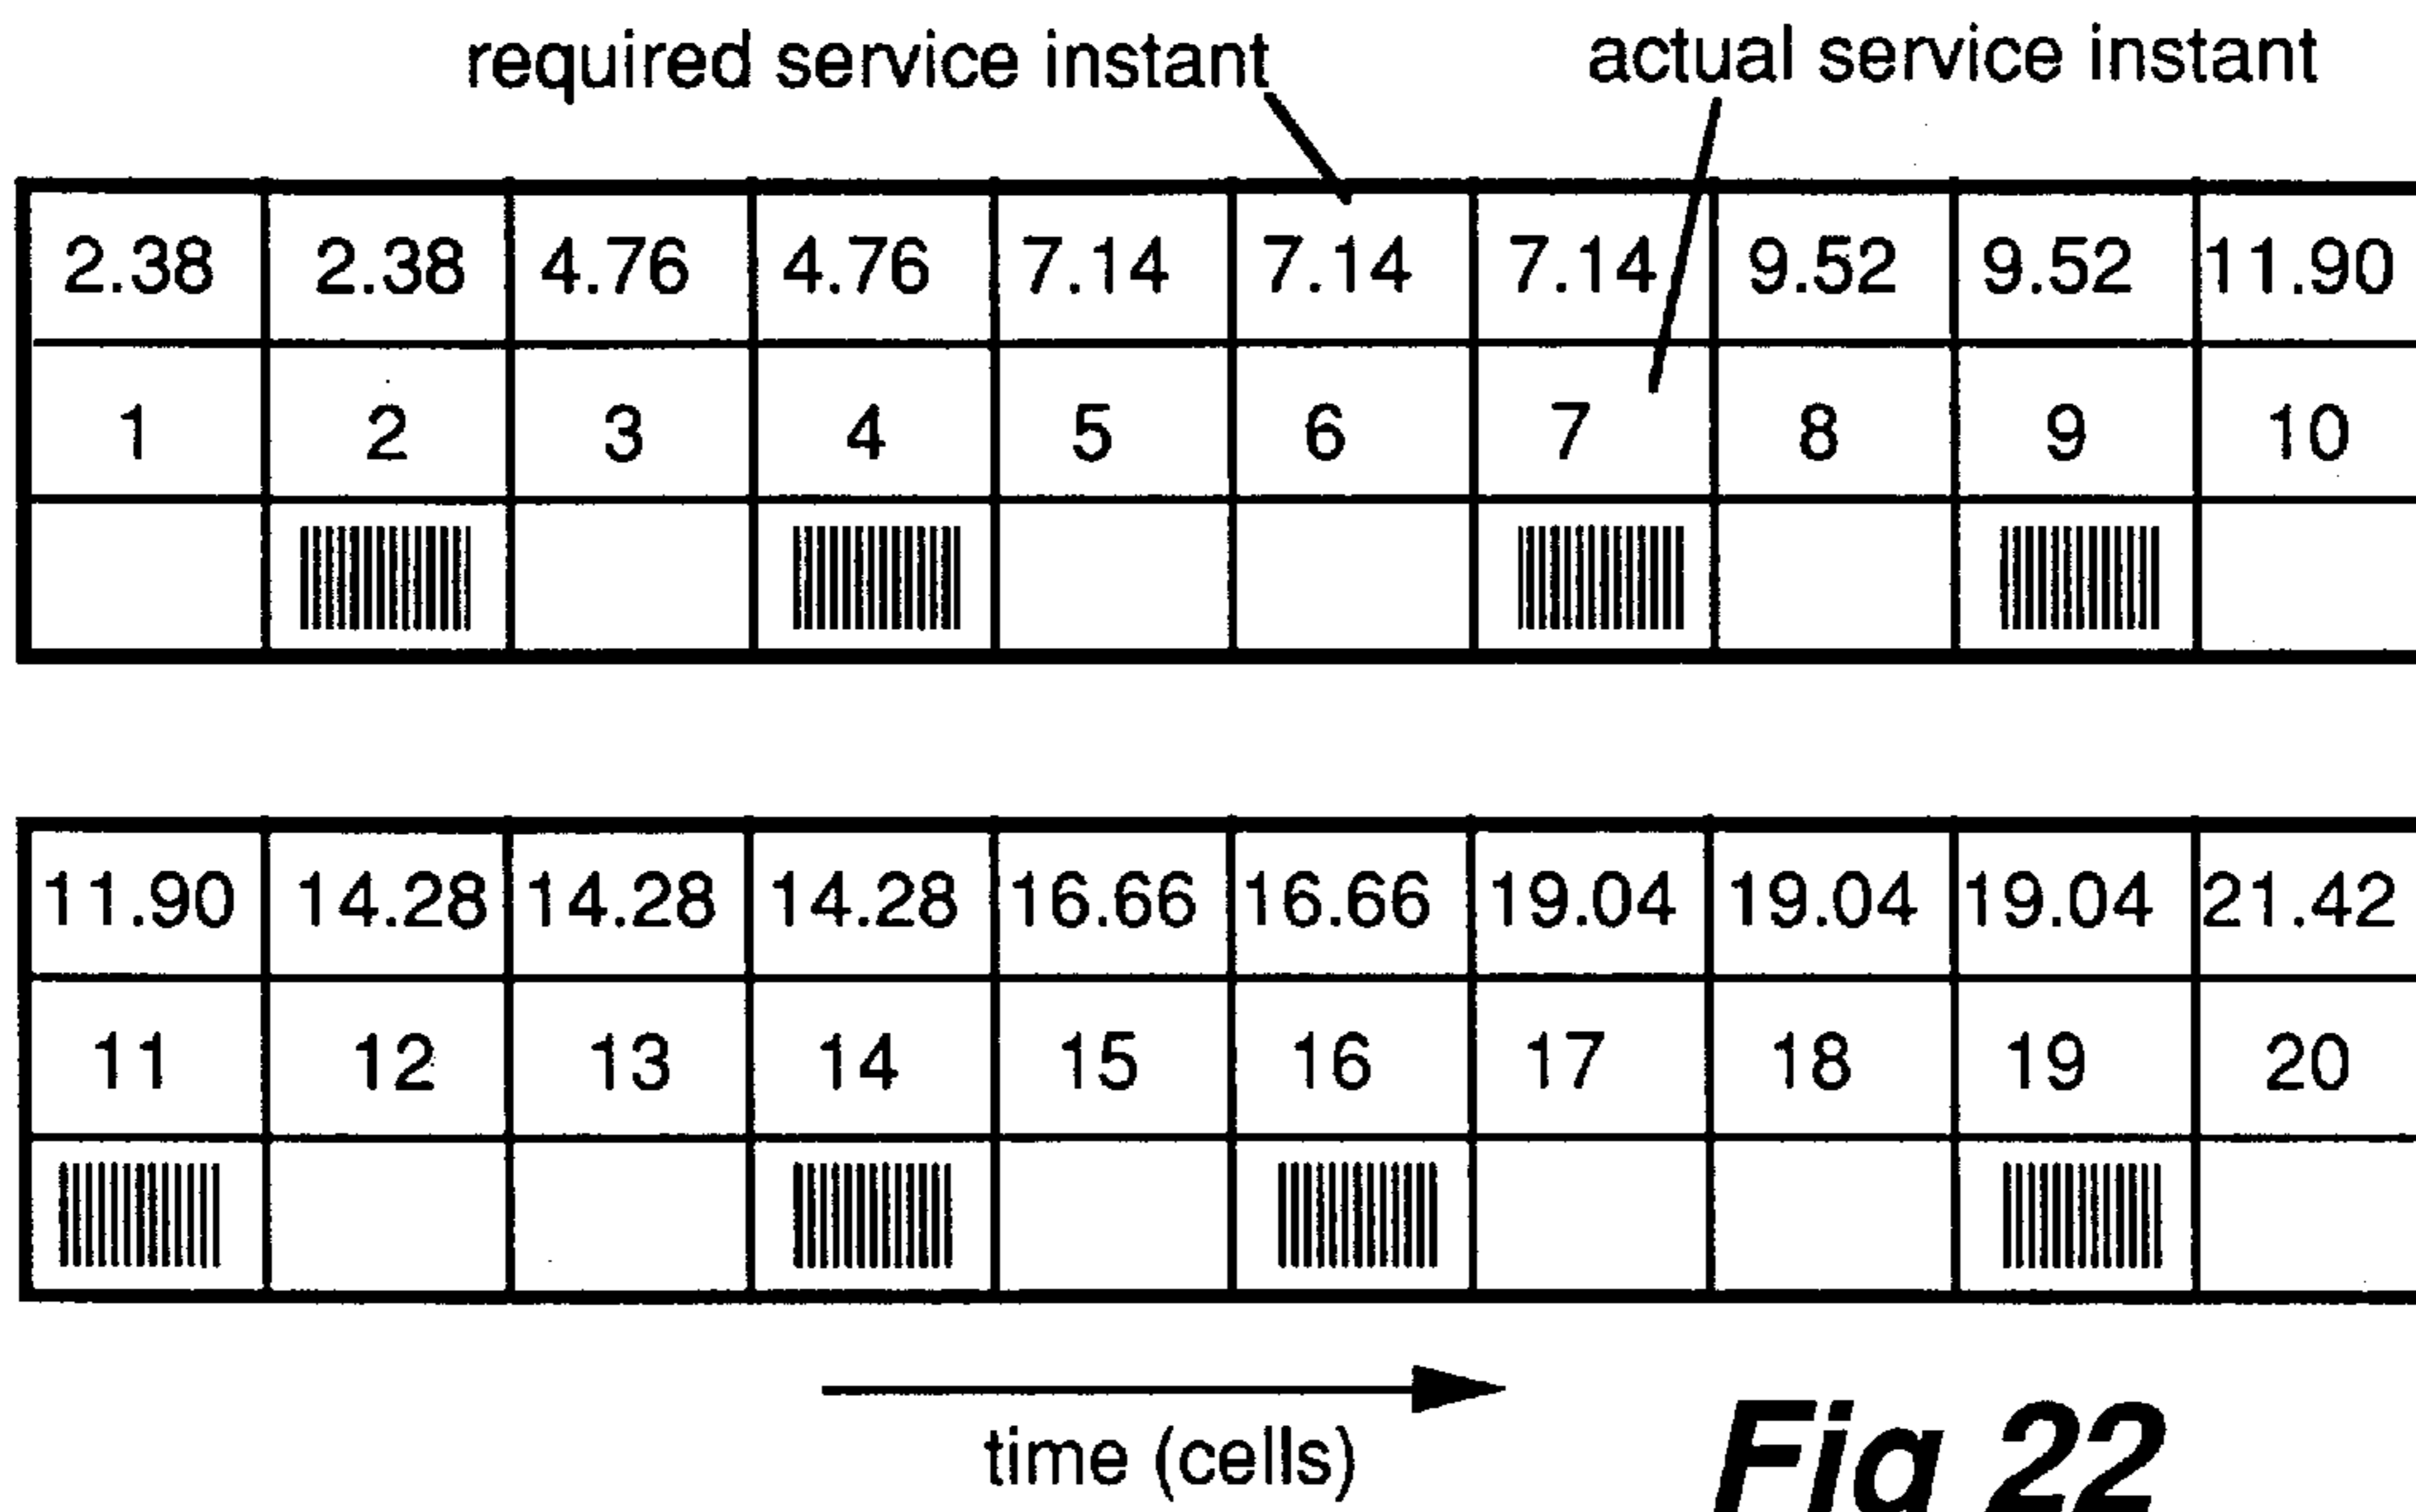 required service instant actual service instant
2.38 2.38 4.76 4.76 7.14 7.14 7.14 9.52 9.52 11.90
1 2 3 4 5 6 7 8 9 10
11.90 14.28 14.28 14.28 16.66 16.66 19.04 19.04 19.04 21.42
11 12 13 14 15 16 17 18 19 20
time (cells)
Fig 22